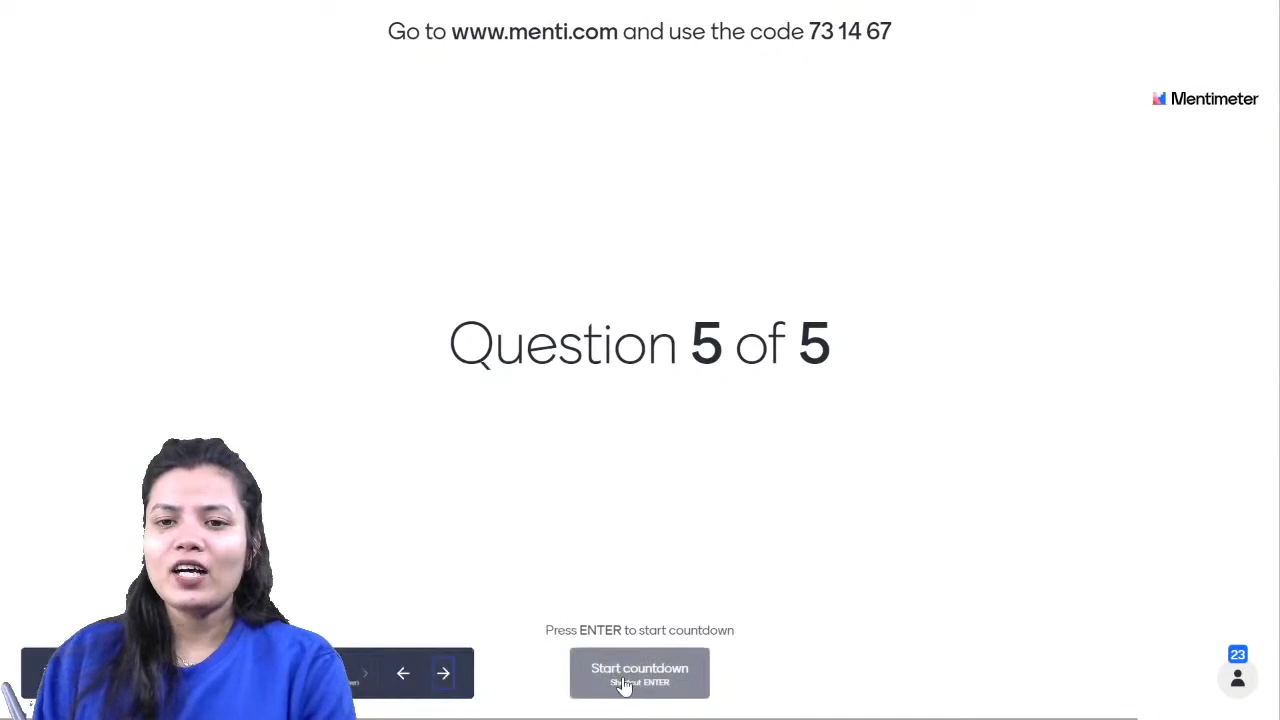 Go to www.menti.com and use the code 73 14 67
Mentimeter
Question 5 of 5
Press ENTER to start countdown
Start countdown
ENTER
23